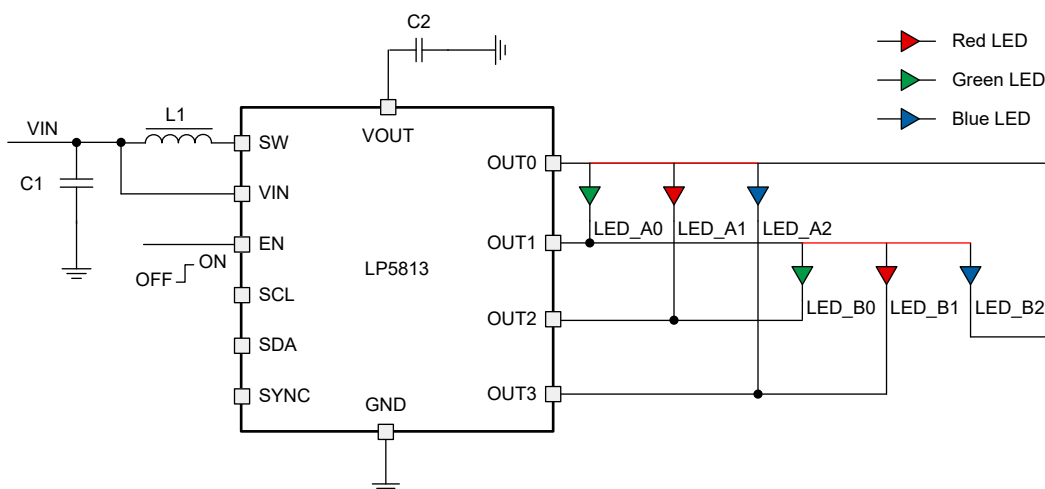 C2
Red LED
Green LED
Blue LED
VIN
L1
C1
SW
VOUT
OUT0
VIN
LED_A0
LED_A1
LED_A2
EN
OUT1
OFF
ON
LP5813
SCL
OUT2
LED_B0
LED_B1
LED_B2
SDA
SYNC
GND
OUT3